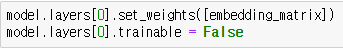 model.layers[0].set_weights([embedding_matrix])
model.layers[0].trainable = False